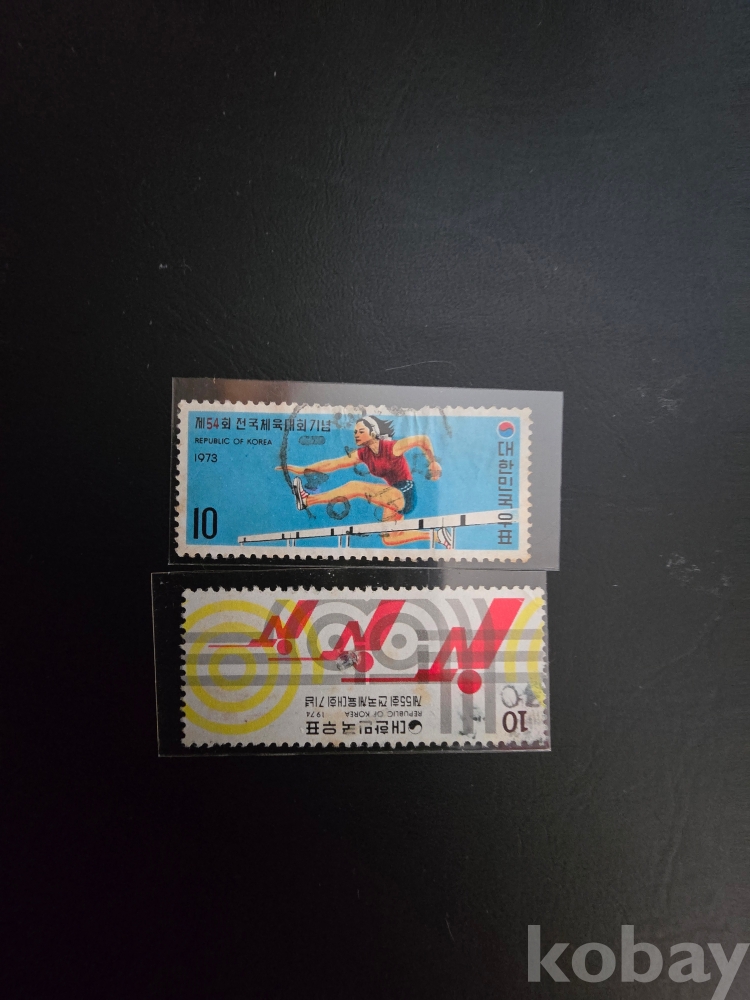 제54회 전국체육대회기념
REPUBLIC OF KOREA
1973
10
대한민국우표
10
대한민국우표
REPUBLIC OF KOREA 1974
제55회 전국체육대회기념
kobay